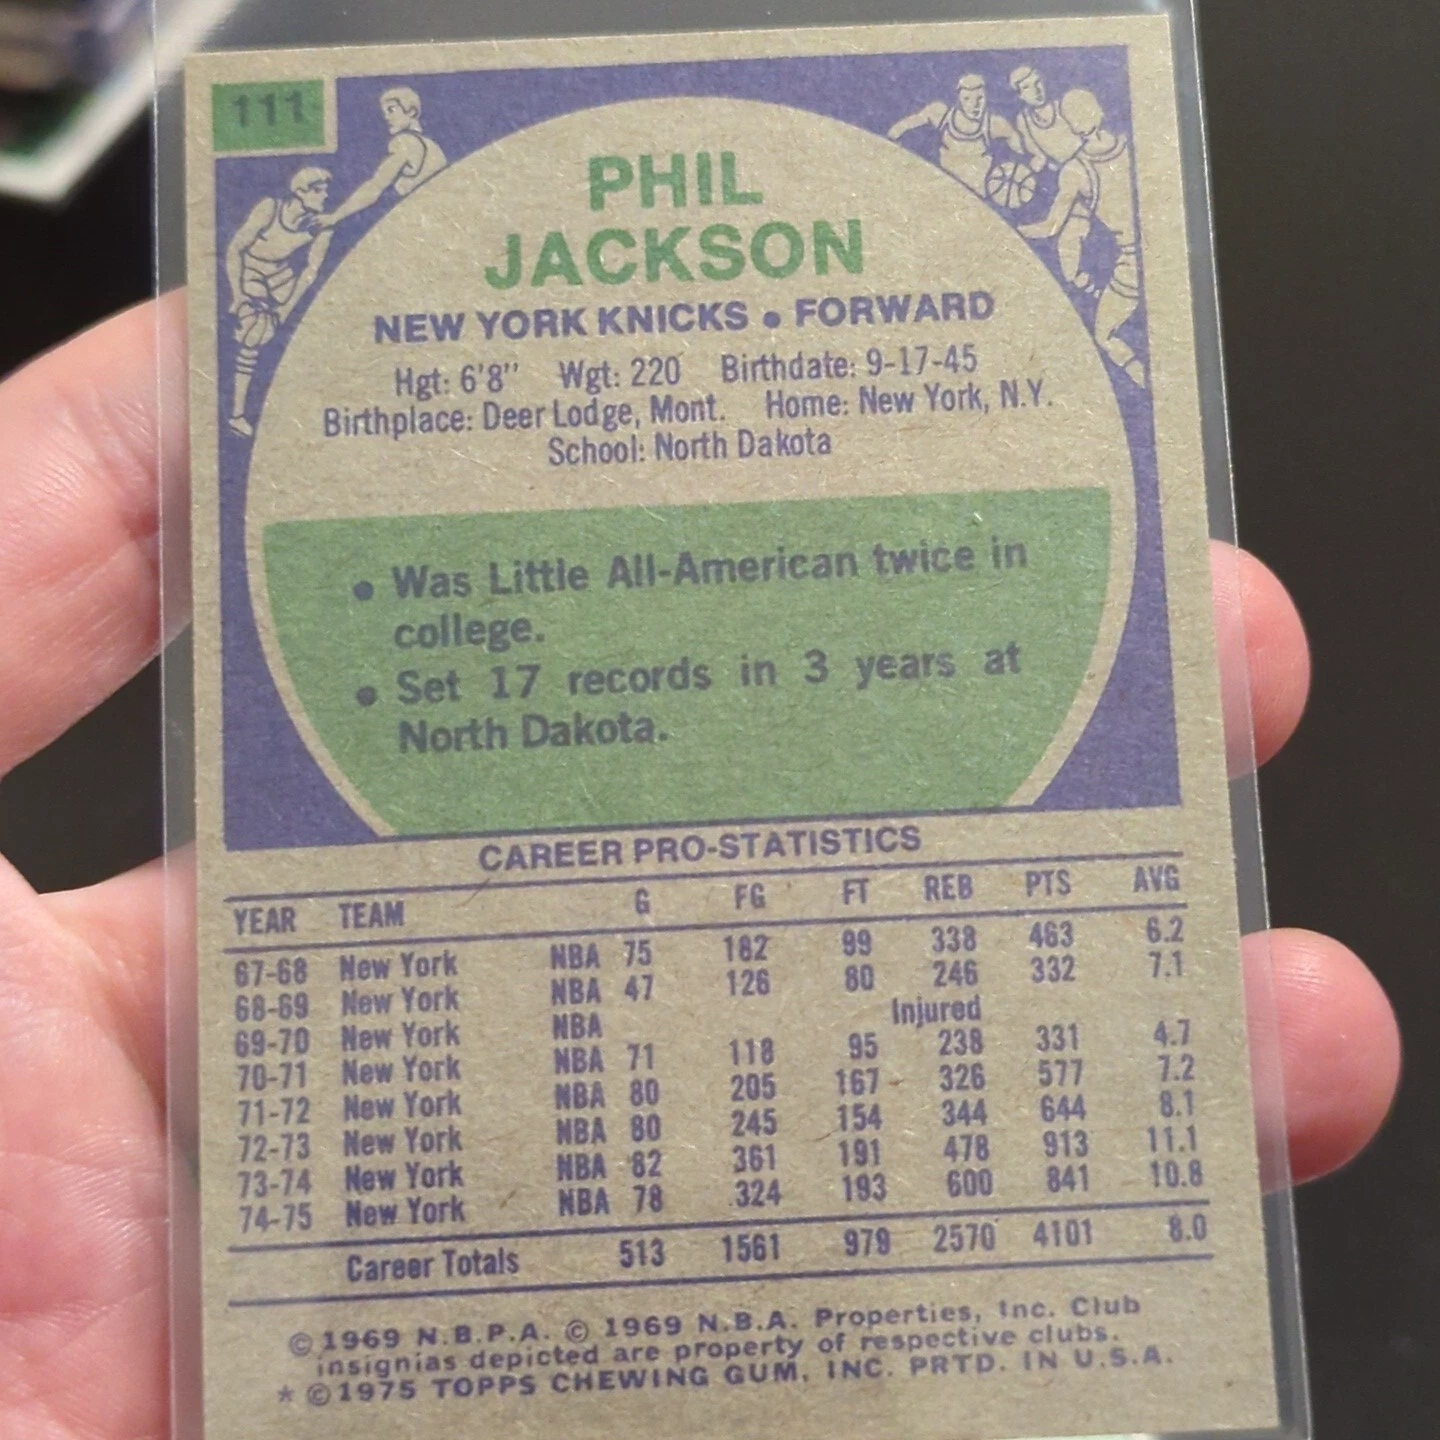 111
PHIL
JACKSON
NEW YORK KNICKS • FORWARD
Hgt: 6'8" Wgt: 220 Birthdate: 9-17-45
Birthplace: Deer Lodge, Mont. Home: New York, N.Y.
School: North Dakota
• Was Little All-American twice in
college.
• Set 17 records in 3 years at
North Dakota.
CAREER PRO-STATISTICS
YEAR TEAM G FG FT REB PTS AVG
67-68 New York NBA 75 182 99 338 463 6.2
68-69 New York NBA 47 126 80 246 332 7.1
69-70 New York NBA Injured
70-71 New York NBA 71 118 95 238 331 4.7
71-72 New York NBA 80 205 167 326 577 7.2
72-73 New York NBA 80 245 154 344 644 8.1
73-74 New York NBA 82 361 191 478 913 11.1
74-75 New York NBA 78 324 193 600 841 10.8
Career Totals 513 1561 979 2570 4101 8.0
© 1969 N.B.P.A. © 1969 N.B.A. Properties, Inc. Club
insignias depicted are property of respective clubs.
* © 1975 TOPPS CHEWING GUM, INC. PRTD. IN U.S.A.